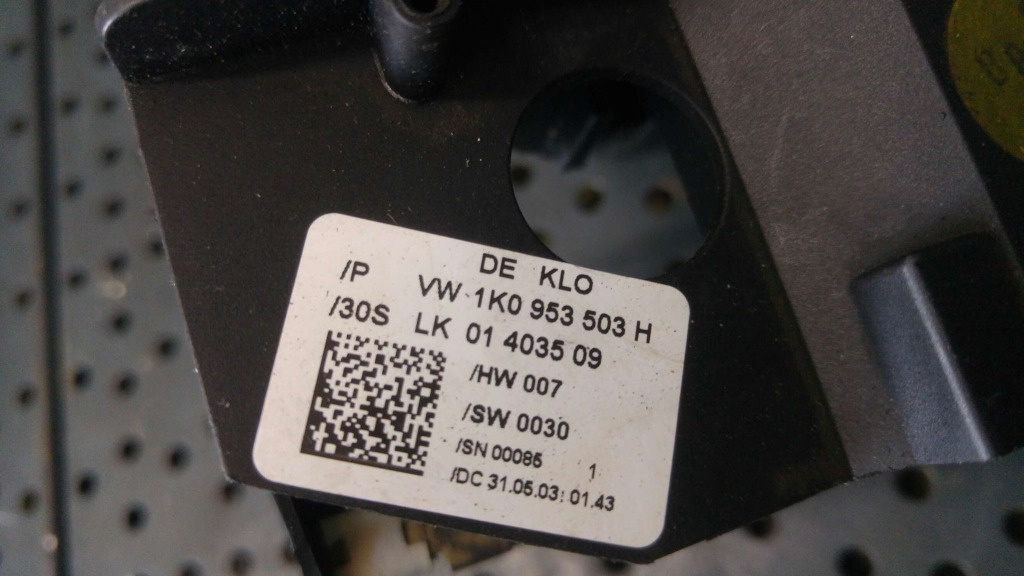 DE KLO
/P VW 1K0 953 503 H
/30S LK 01 4035 09
/HW 007
/SW 0030
/SN 00086 1
/DC 31.05.03: 01.43